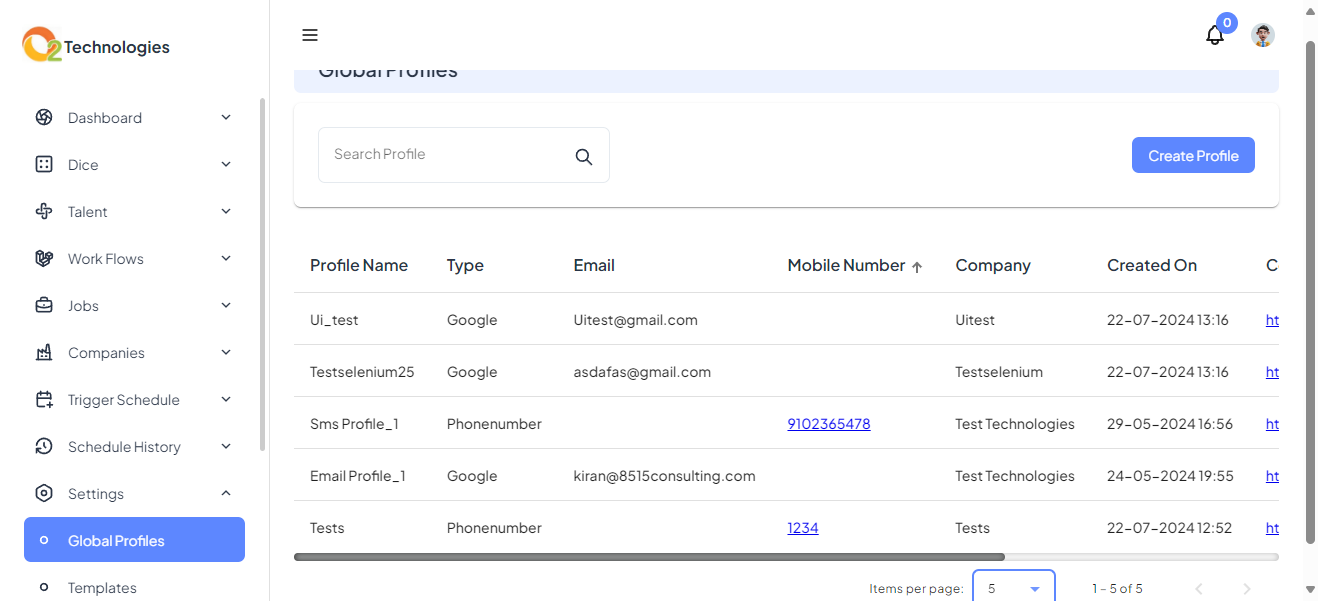 2 Technologies
0
Global Profiles
Dashboard
Dice
Talent
Work Flows
Jobs
Companies
Trigger Schedule
Schedule History
Settings
Global Profiles
Templates
Search Profile
Create Profile
Profile Name Type Email Mobile Number Company Created On C
Ui_test Google Uitest@gmail.com Uitest 22-07-2024 13:16 ht
Testselenium25 Google asdafas@gmail.com Testselenium 22-07-2024 13:16 ht
Sms Profile_1 Phonenumber 9102365478 Test Technologies 29-05-2024 16:56 ht
Email Profile_1 Google kiran@8515consulting.com Test Technologies 24-05-2024 19:55 ht
Tests Phonenumber 1234 Tests 22-07-2024 12:52 ht
Items per page: 5 1 – 5 of 5